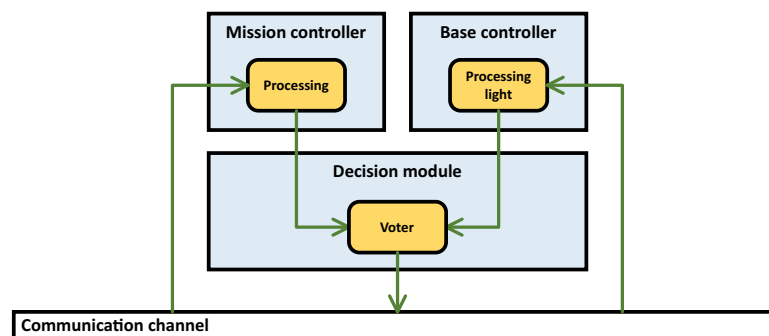 Mission controller
Base controller
Processing
Processing
light
Decision module
Voter
Communication channel